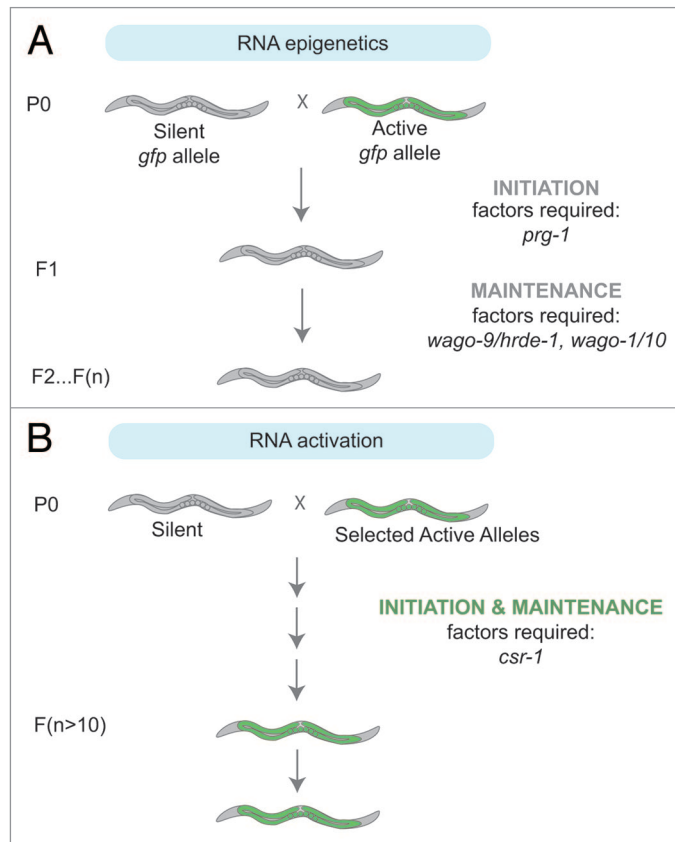 A
RNA epigenetics
P0
X
Silent
gfp allele
Active
gfp allele
INITIATION
factors required:
prg-1
F1
MAINTENANCE
factors required:
wago-9/hrde-1, wago-1/10
F2...F(n)
B
RNA activation
P0
X
Silent
Selected Active Alleles
INITIATION & MAINTENANCE
factors required:
csr-1
F(n>10)